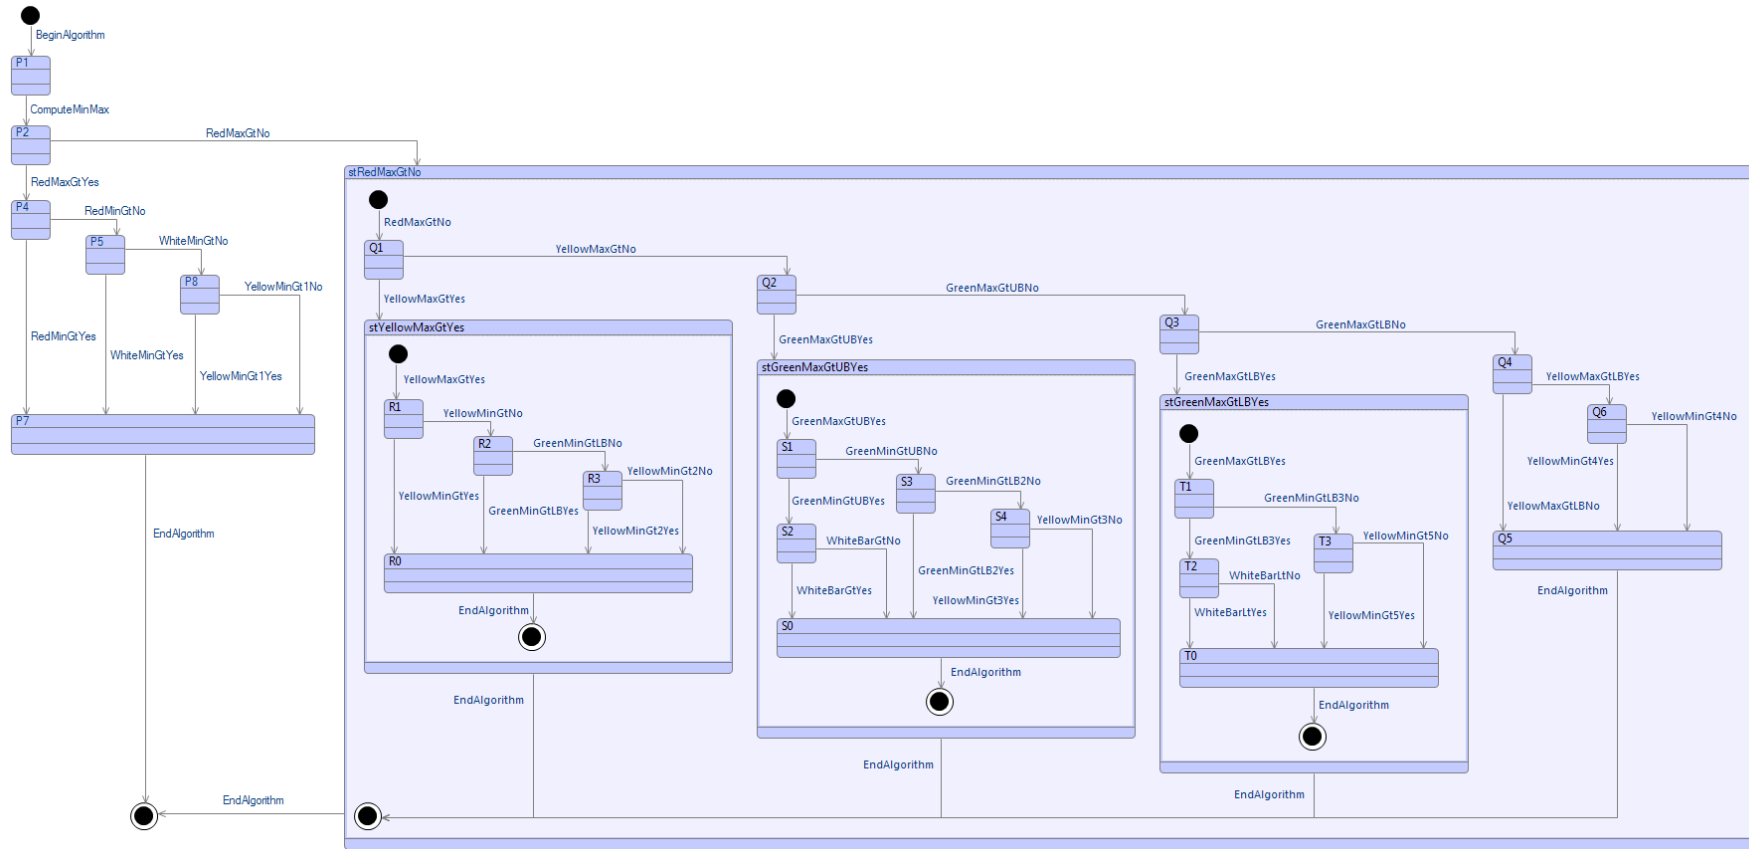 BeginAlgorithm
P1
ComputeMinMax
P2
RedMaxGtNo
RedMaxGtYes
P4
RedMinGtNo
P5
WhiteMinGtNo
P8
YellowMinGt1No
RedMinGtYes
WhiteMinGtYes
YellowMinGt1Yes
P7
EndAlgorithm
EndAlgorithm
stRedMaxGtNo
RedMaxGtNo
Q1
YellowMaxGtNo
YellowMaxGtYes
stYellowMaxGtYes
YellowMaxGtYes
R1
YellowMinGtNo
R2
GreenMinGtLBNo
R3
YellowMinGt2No
YellowMinGtYes
GreenMinGtLBYes
YellowMinGt2Yes
R0
EndAlgorithm
EndAlgorithm
Q2
GreenMaxGtUBNo
GreenMaxGtUBYes
stGreenMaxGtUBYes
GreenMaxGtUBYes
S1
GreenMinGtUBNo
S3
GreenMinGtLB2No
S4
YellowMinGt3No
GreenMinGtUBYes
S2
WhiteBarGtNo
WhiteBarGtYes
GreenMinGtLB2Yes
YellowMinGt3Yes
S0
EndAlgorithm
EndAlgorithm
Q3
GreenMaxGtLBNo
GreenMaxGtLBYes
stGreenMaxGtLBYes
GreenMaxGtLBYes
T1
GreenMinGtLB3No
GreenMinGtLB3Yes
T3
YellowMinGt5No
T2
WhiteBarLtNo
WhiteBarLtYes
YellowMinGt5Yes
T0
EndAlgorithm
EndAlgorithm
Q4
YellowMaxGtLBYes
Q6
YellowMinGt4No
YellowMinGt4Yes
YellowMaxGtLBNo
Q5
EndAlgorithm